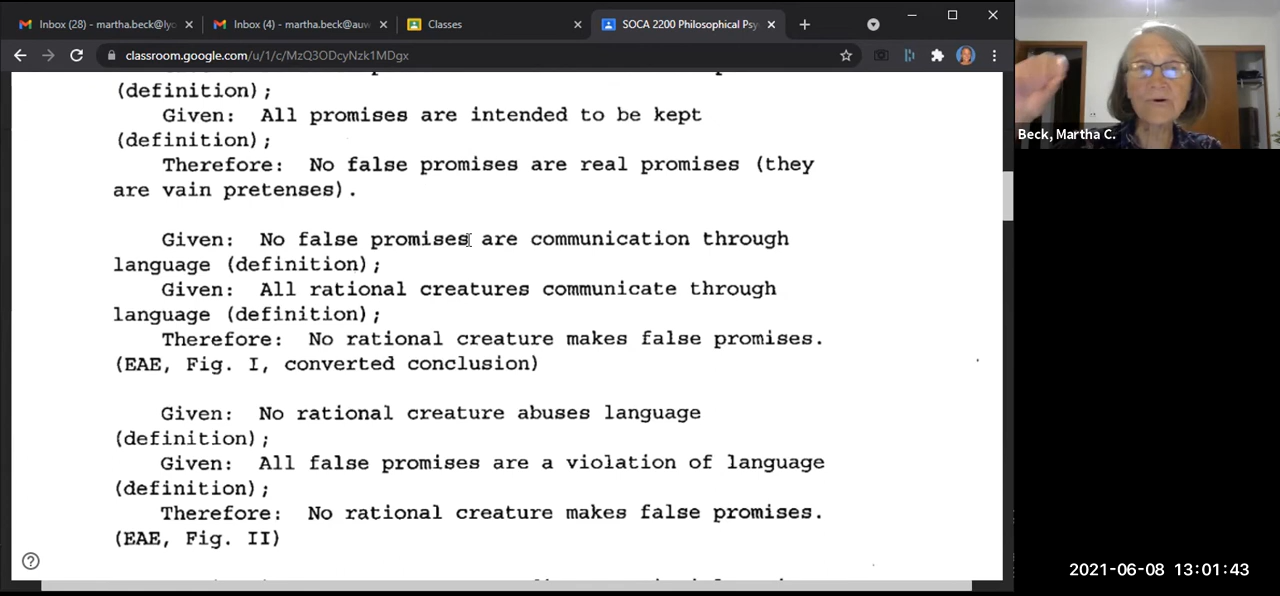 Inbox (28) - martha.beck@lyo
Inbox (4) - martha.beck@auw
Classes
SOCA 2200 Philosophical Psy
classroom.google.com/u/1/c/MzQ3ODcyNzk1MDgx
(definition);
Given: All promises are intended to be kept
(definition);
Therefore: No false promises are real promises (they
are vain pretenses).
Given: No false promises are communication through
language (definition);
Given: All rational creatures communicate through
language (definition);
Therefore: No rational creature makes false promises.
(EAE, Fig. I, converted conclusion)
Given: No rational creature abuses language
(definition);
Given: All false promises are a violation of language
(definition);
Therefore: No rational creature makes false promises.
(EAE, Fig. II)
Beck, Martha C.
2021-06-08 13:01:43